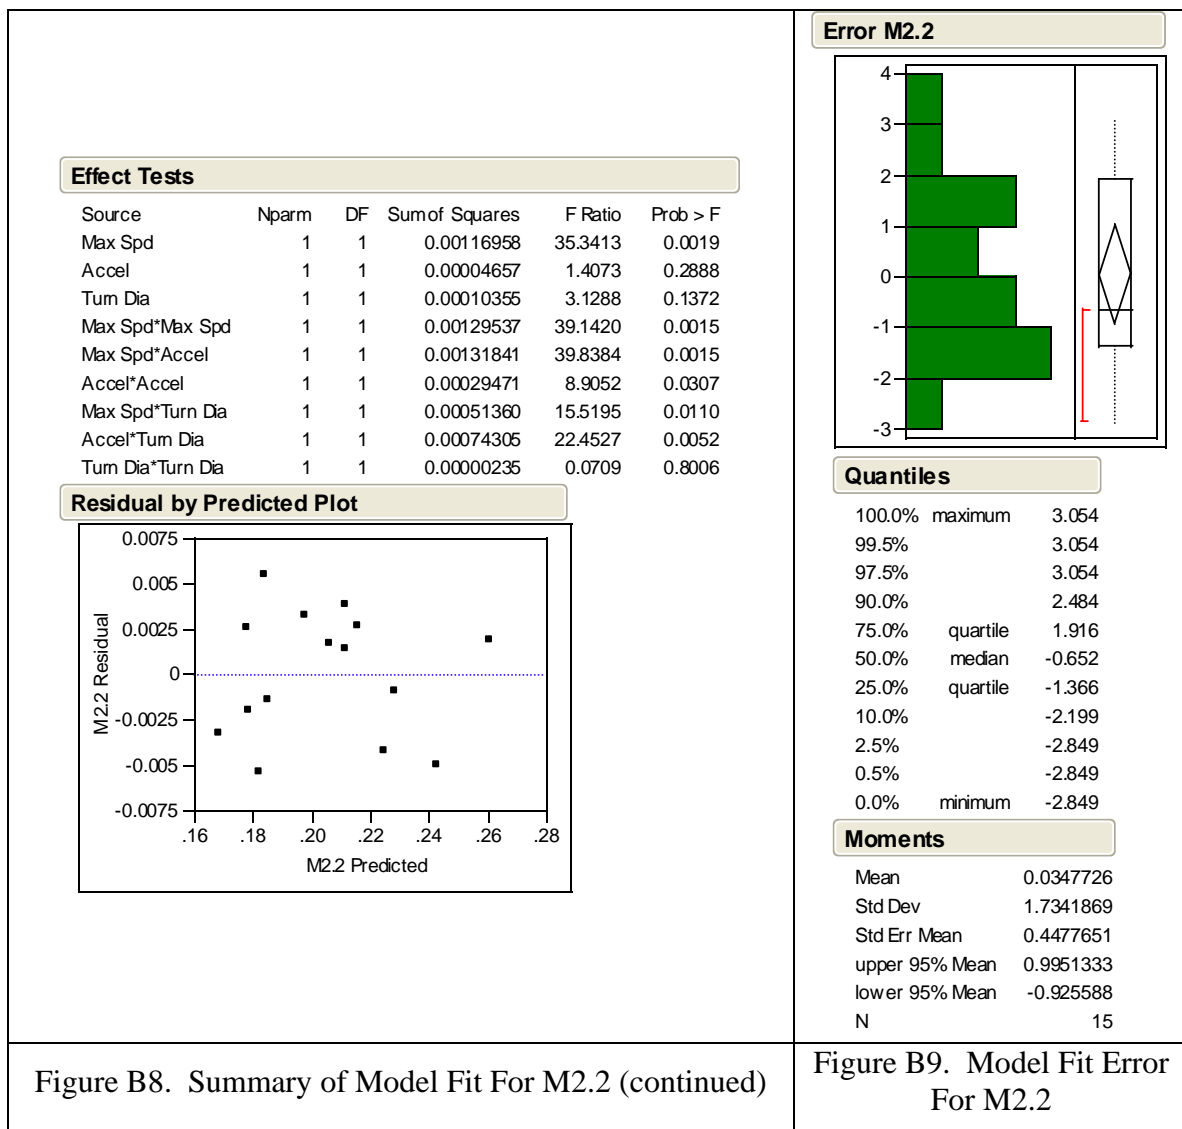 Effect Tests
Source Nparm DF Sum of Squares F Ratio Prob > F
Max Spd 1 1 0.00116958 35.3413 0.0019
Accel 1 1 0.00004657 1.4073 0.2888
Turn Dia 1 1 0.00010355 3.1288 0.1372
Max Spd*Max Spd 1 1 0.00129537 39.1420 0.0015
Max Spd*Accel 1 1 0.00131841 39.8384 0.0015
Accel*Accel 1 1 0.00029471 8.9052 0.0307
Max Spd*Turn Dia 1 1 0.00051360 15.5195 0.0110
Accel*Turn Dia 1 1 0.00074305 22.4527 0.0052
Turn Dia*Turn Dia 1 1 0.00000235 0.0709 0.8006
Residual by Predicted Plot
0.0075
0.005
0.0025
0
-0.0025
-0.005
-0.0075
M2.2 Residual
.16 .18 .20 .22 .24 .26 .28
M2.2 Predicted
Figure B8. Summary of Model Fit For M2.2 (continued)
Error M2.2
4
3
2
1
0
-1
-2
-3
Quantiles
100.0% maximum 3.054
99.5% 3.054
97.5% 3.054
90.0% 2.484
75.0% quartile 1.916
50.0% median -0.652
25.0% quartile -1.366
10.0% -2.199
2.5% -2.849
0.5% -2.849
0.0% minimum -2.849
Moments
Mean 0.0347726
Std Dev 1.7341869
Std Err Mean 0.4477651
upper 95% Mean 0.9951333
lower 95% Mean -0.925588
N 15
Figure B9. Model Fit Error
For M2.2